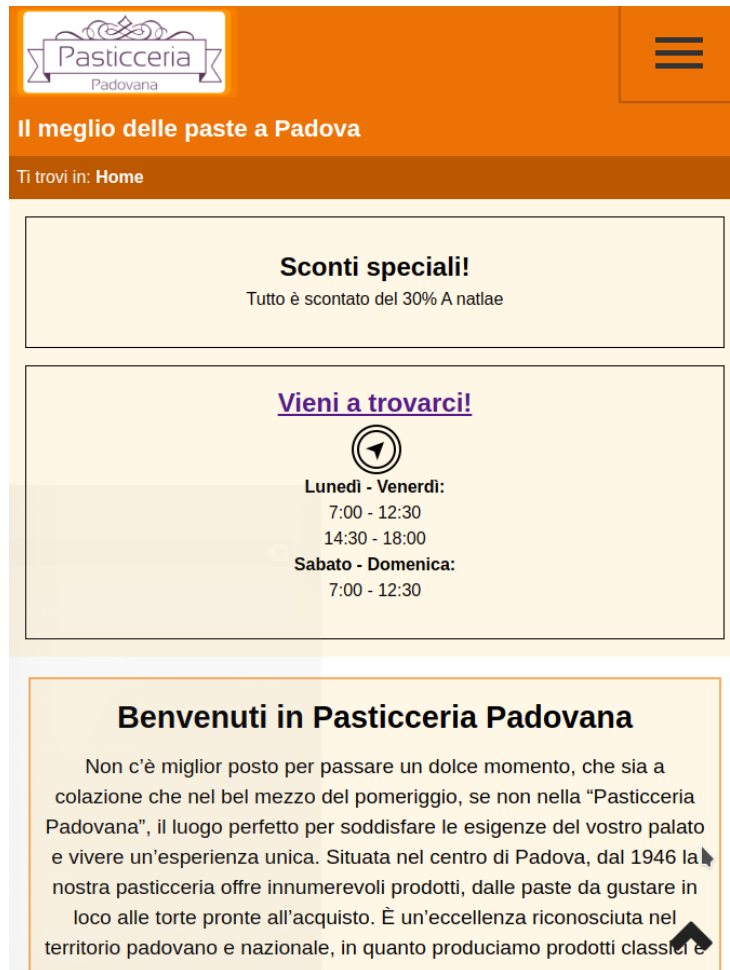 Pasticceria
Padovana
Il meglio delle paste a Padova
Ti trovi in: Home
Sconti speciali!
Tutto è scontato del 30% A natlae
Vieni a trovarci!
Lunedì - Venerdì:
7:00 - 12:30
14:30 - 18:00
Sabato - Domenica:
7:00 - 12:30
Benvenuti in Pasticceria Padovana
Non c’è miglior posto per passare un dolce momento, che sia a
colazione che nel bel mezzo del pomeriggio, se non nella “Pasticceria
Padovana”, il luogo perfetto per soddisfare le esigenze del vostro palato
e vivere un’esperienza unica. Situata nel centro di Padova, dal 1946 la
nostra pasticceria offre innumerevoli prodotti, dalle paste da gustare in
loco alle torte pronte all’acquisto. È un’eccellenza riconosciuta nel
territorio padovano e nazionale, in quanto produciamo prodotti classici e